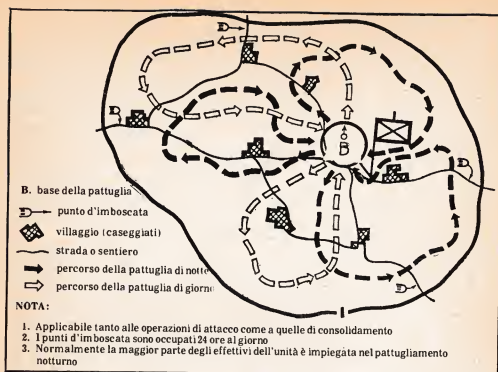 B
B. base della pattuglia
punto d'imboscata
villaggio (caseggiati)
strada o sentiero
percorso della pattuglia di notte
percorso della pattuglia di giorno
NOTA:
1. Applicabile tanto alle operazioni di attacco come a quelle di consolidamento
2. I punti d'imboscata sono occupati 24 ore al giorno
3. Normalmente la maggior parte degli effettivi dell'unità è impiegata nel pattugliamento
notturno